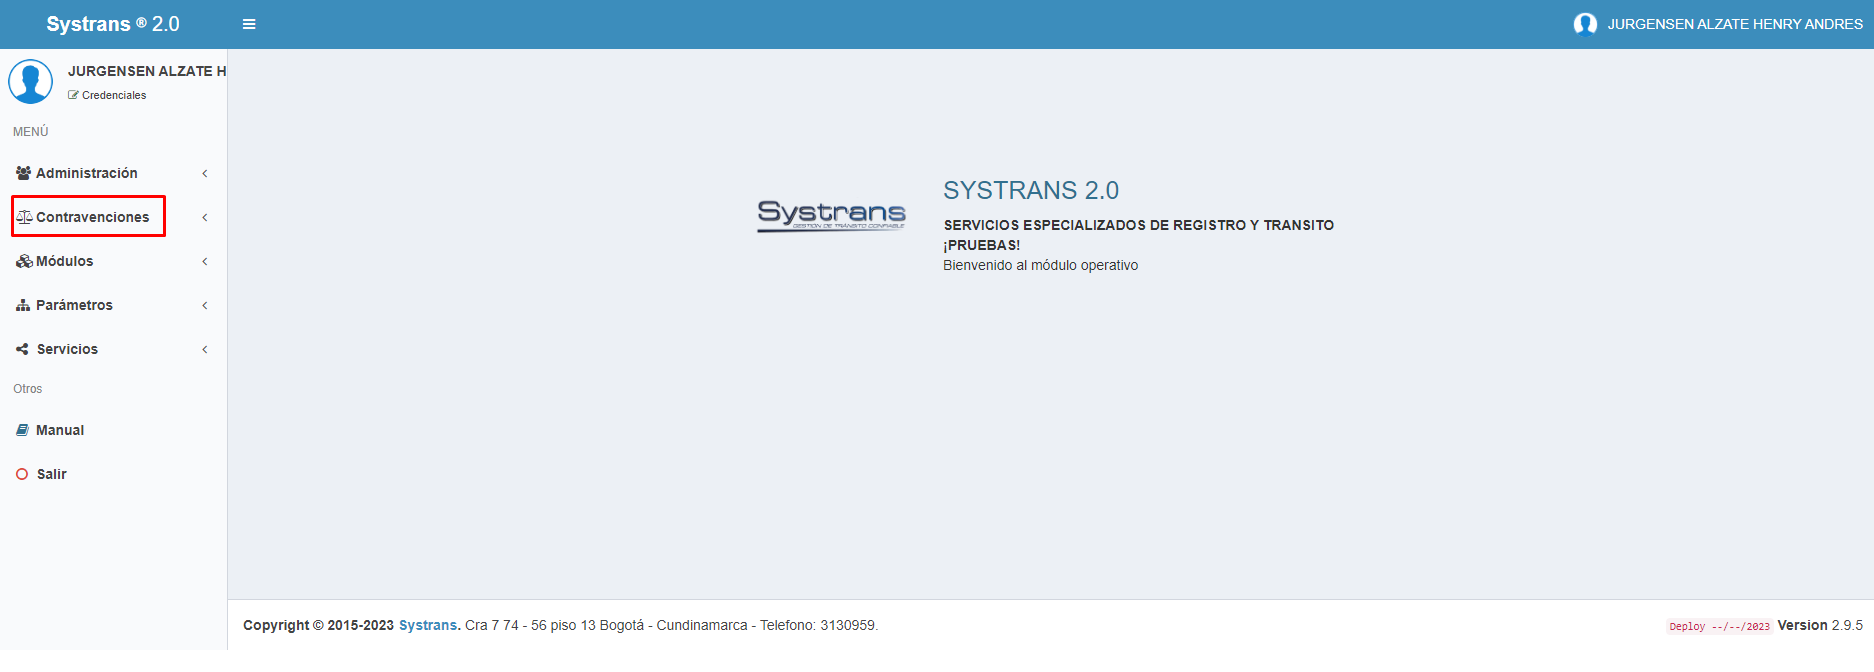 Systrans ® 2.0
JURGENSEN ALZATE HENRY ANDRES
JURGENSEN ALZATE H
Credenciales
MENÚ
Administración
Contravenciones
Módulos
Parámetros
Servicios
Otros
Manual
Salir
Systrans
GESTIÓN DE TRÁNSITO CONFIABLE
SYSTRANS 2.0
SERVICIOS ESPECIALIZADOS DE REGISTRO Y TRANSITO
¡PRUEBAS!
Bienvenido al módulo operativo
Copyright © 2015-2023 Systrans. Cra 7 74 - 56 piso 13 Bogotá - Cundinamarca - Telefono: 3130959.
Deploy --/--/2023 Version 2.9.5